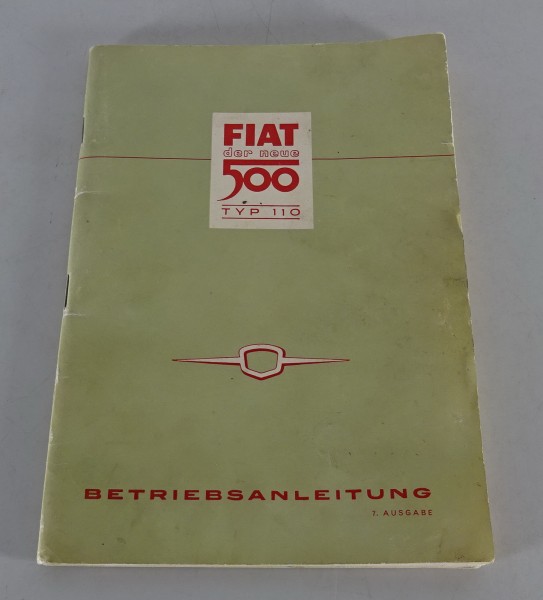 FIAT
der neue
500
TYP 110
BETRIEBSANLEITUNG
7. AUSGABE